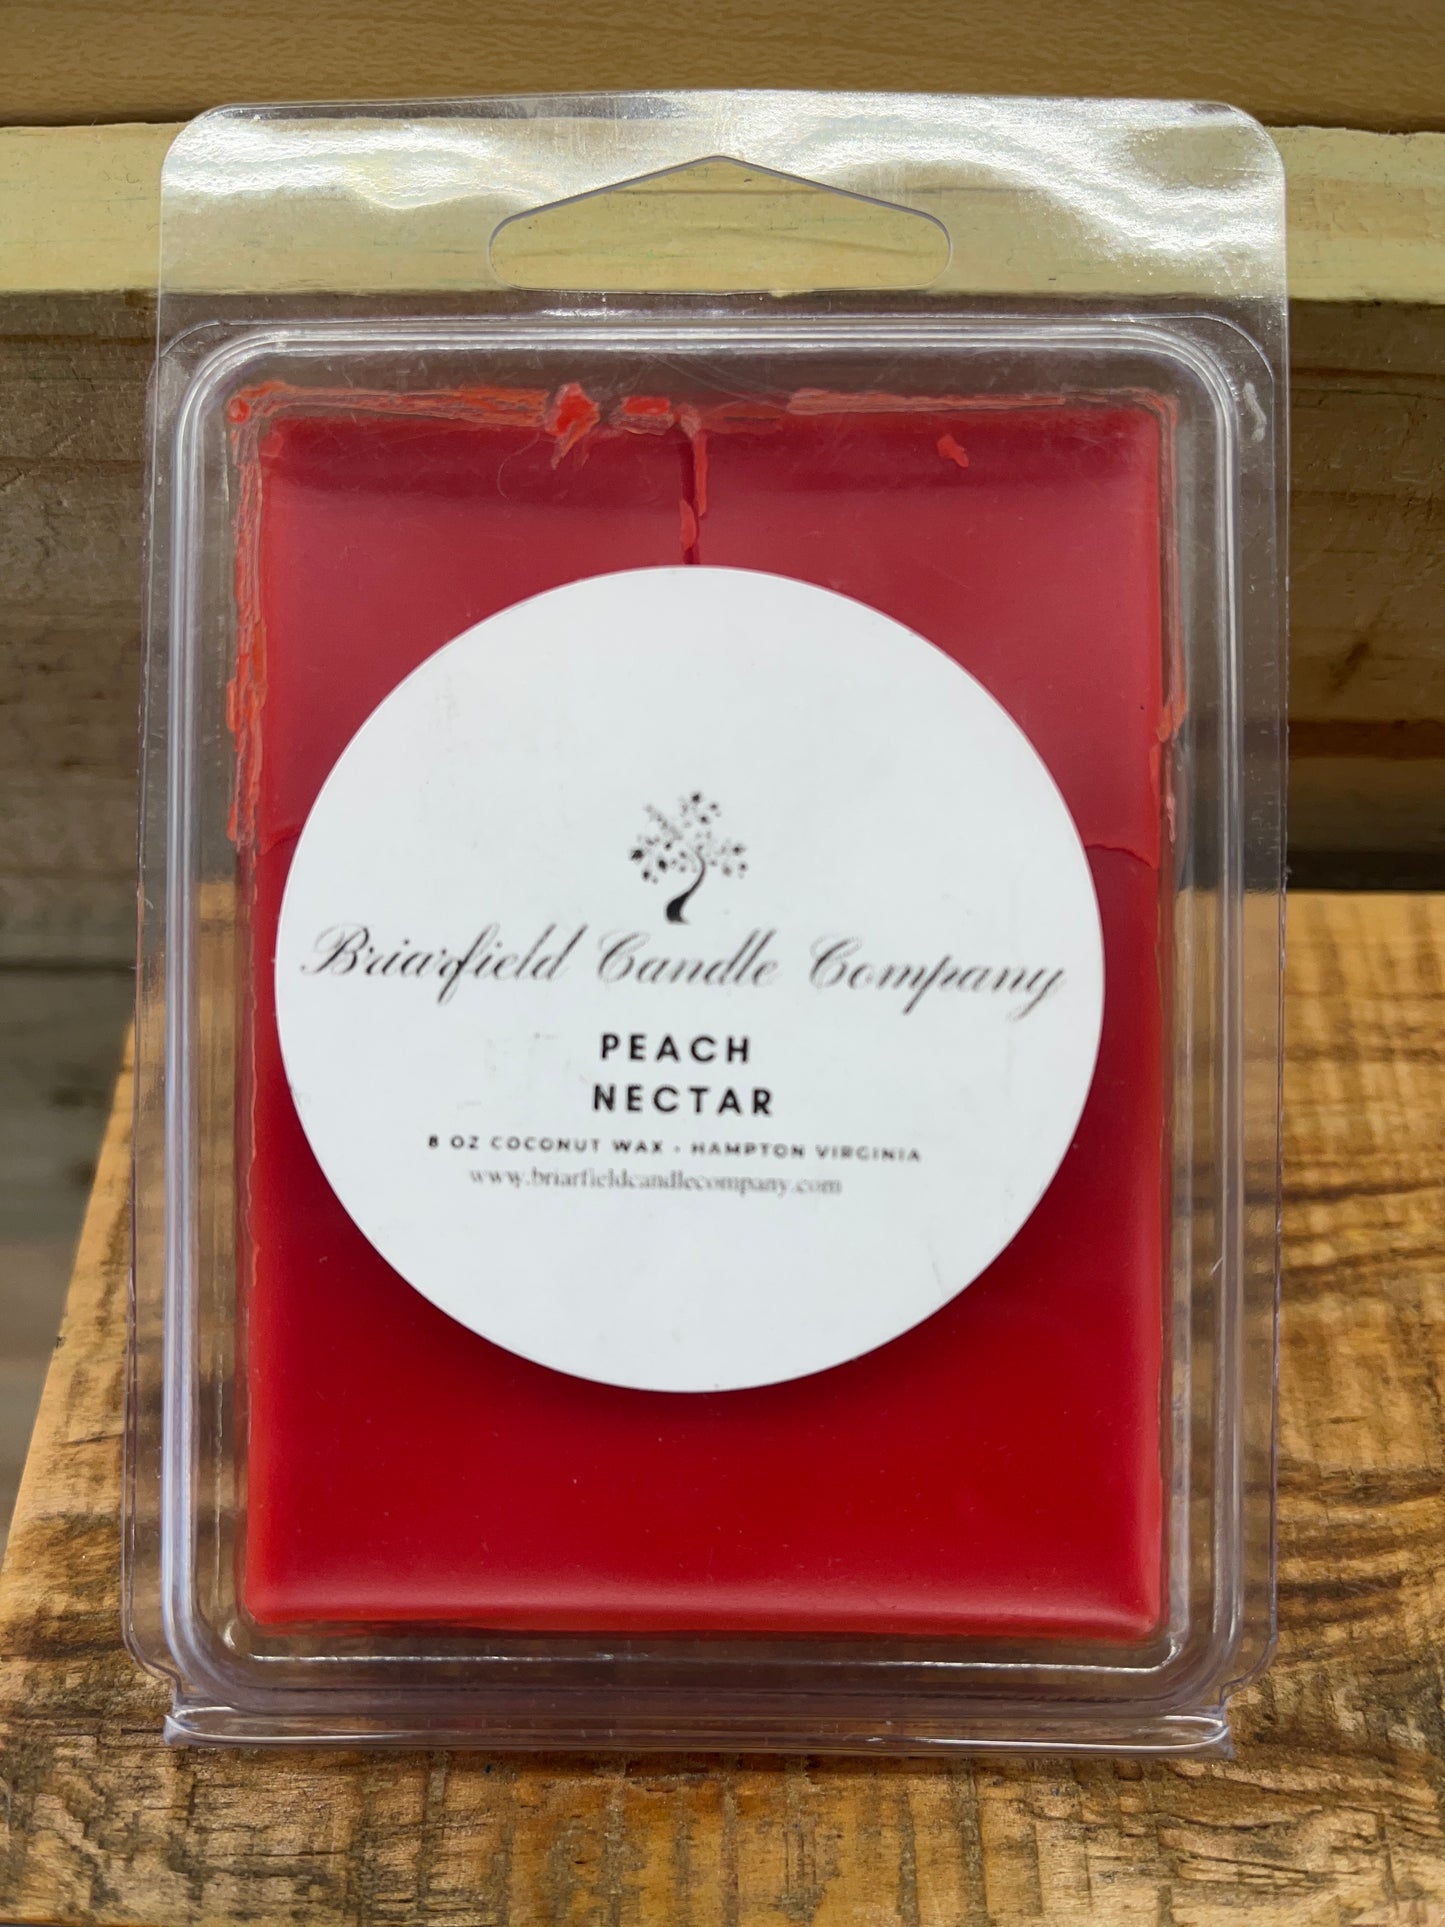 Briarfield Candle Company
PEACH
NECTAR
8 OZ COCONUT WAX - HAMPTON VIRGINIA
www.briarfieldcandlecompany.com